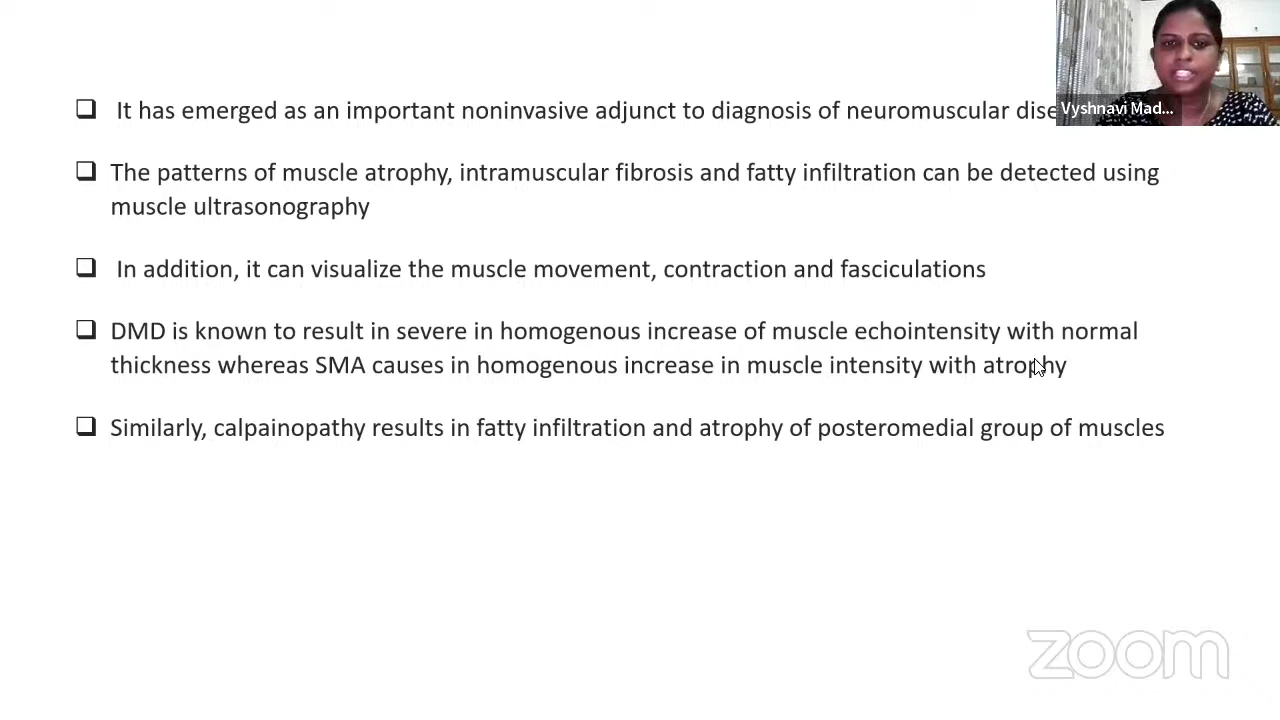 It has emerged as an important noninvasive adjunct to diagnosis of neuromuscular
Vyshnavi Mad...
The patterns of muscle atrophy, intramuscular fibrosis and fatty infiltration can be detected using
muscle ultrasonography
In addition, it can visualize the muscle movement, contraction and fasciculations
DMD is known to result in severe in homogenous increase of muscle echointensity with normal
thickness whereas SMA causes in homogenous increase in muscle intensity with atrophy
Similarly, calpainopathy results in fatty infiltration and atrophy of posteromedial group of muscles
zoom